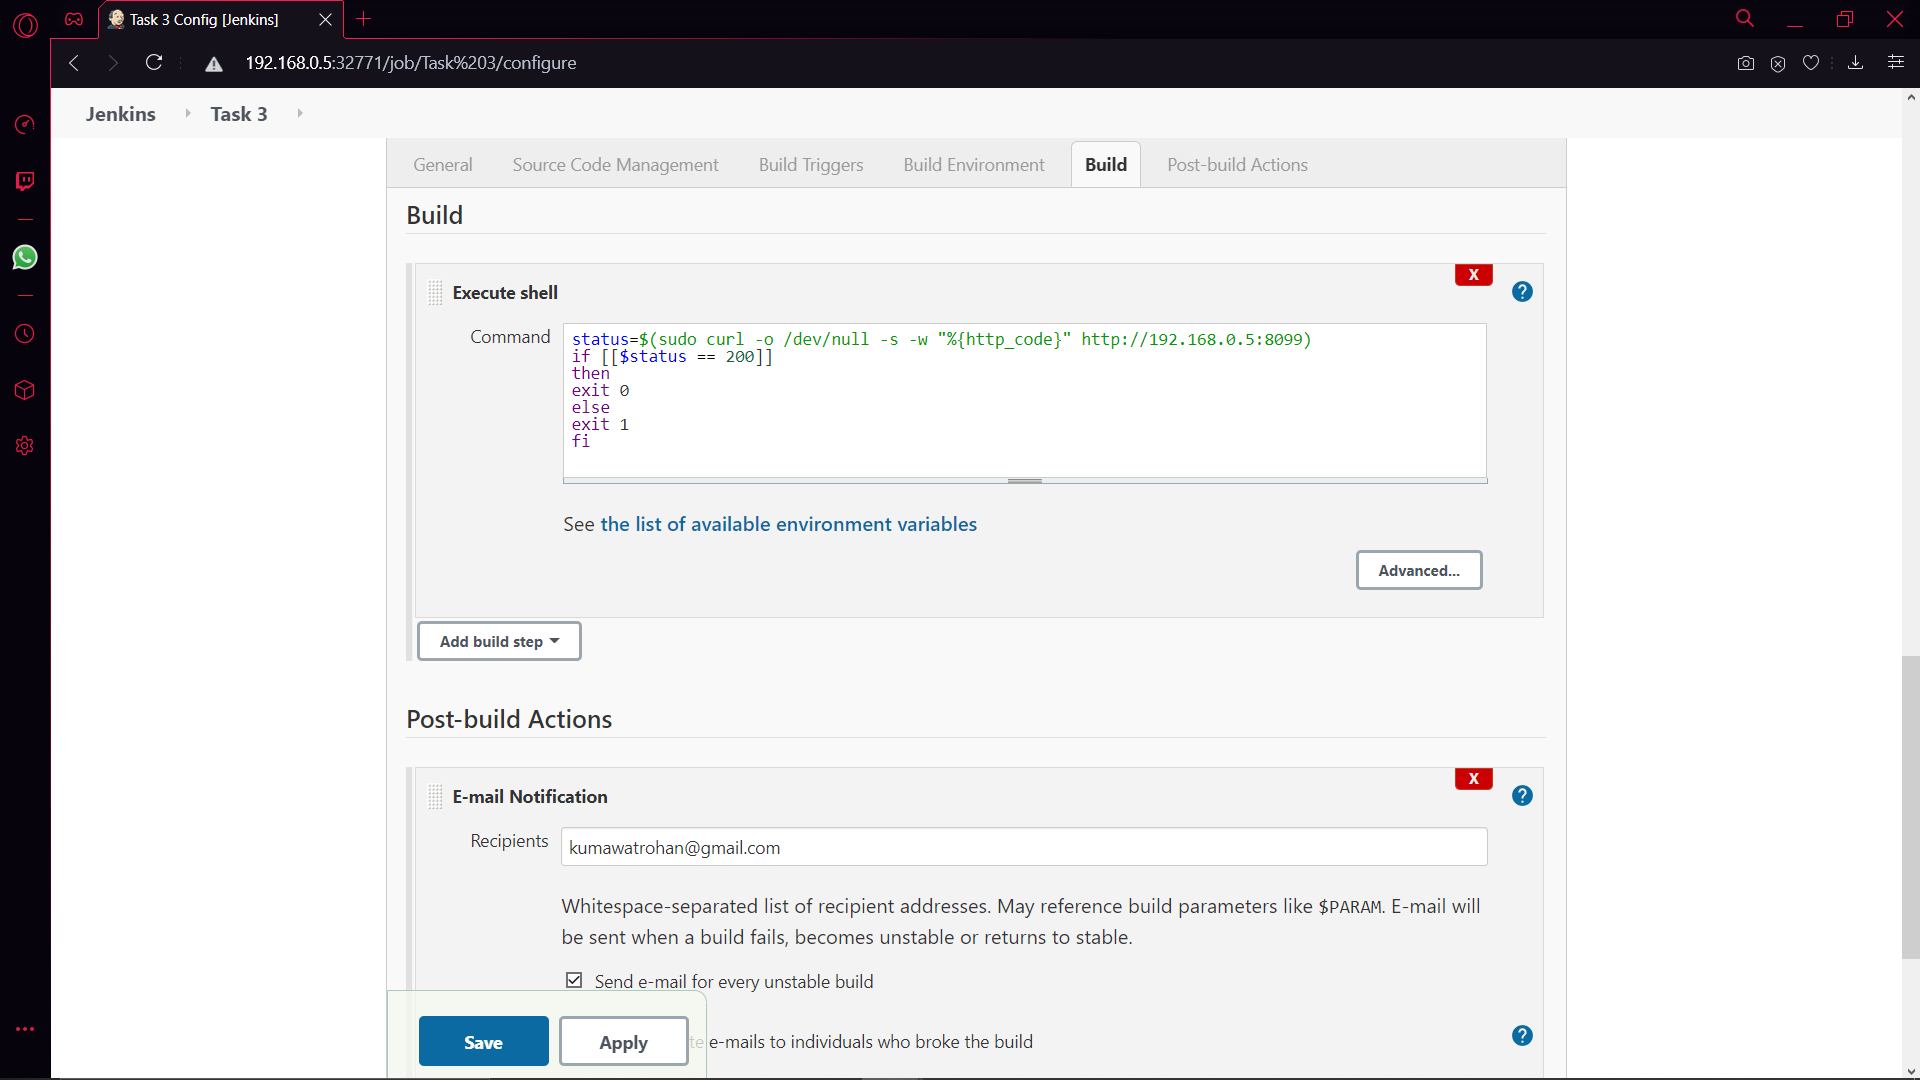 Task 3 Config [Jenkins]
192.168.0.5:32771/job/Task%203/configure
Jenkins
Task 3
General
Source Code Management
Build Triggers
Build Environment
Build
Post-build Actions
Build
X
Execute shell
?
Command
status=$(sudo curl -o /dev/null -s -w "%{http_code}" http://192.168.0.5:8099)
if [[$status == 200]]
then
exit 0
else
exit 1
fi
See the list of available environment variables
Advanced...
Add build step
Post-build Actions
X
E-mail Notification
?
Recipients
kumawatrohan@gmail.com
Whitespace-separated list of recipient addresses. May reference build parameters like $PARAM. E-mail will
be sent when a build fails, becomes unstable or returns to stable.
Send e-mail for every unstable build
Save
Apply
te e-mails to individuals who broke the build
?